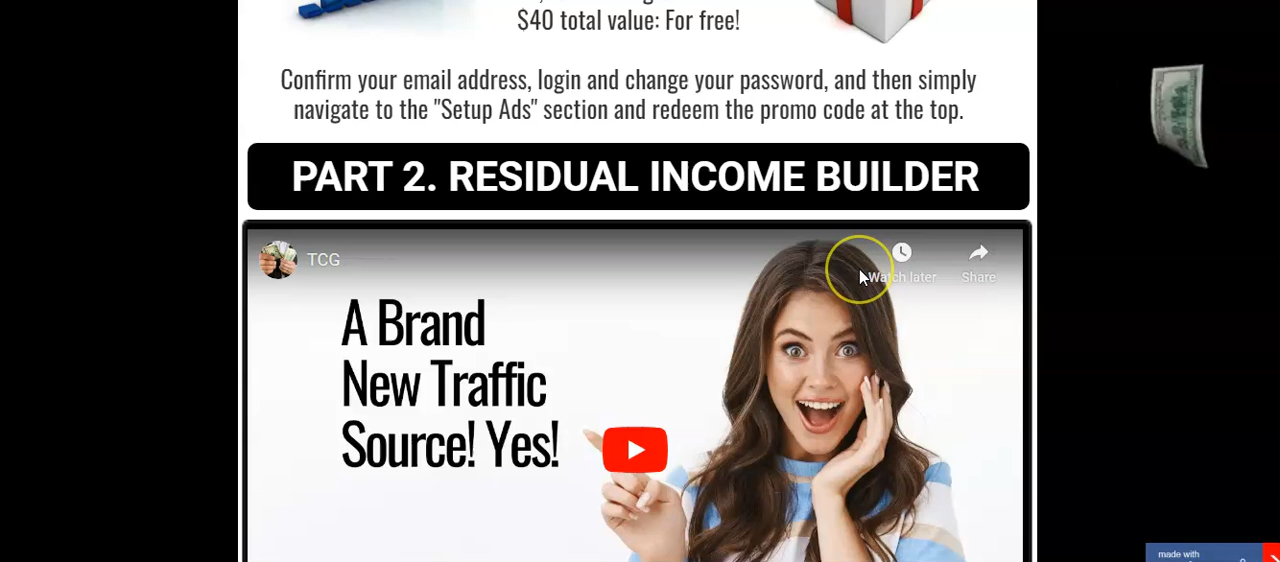 $40 total value: For free!
Confirm your email address, login and change your password, and then simply
navigate to the "Setup Ads" section and redeem the promo code at the top.
PART 2. RESIDUAL INCOME BUILDER
TCG
Watch later
Share
A Brand
New Traffic
Source! Yes!
made with